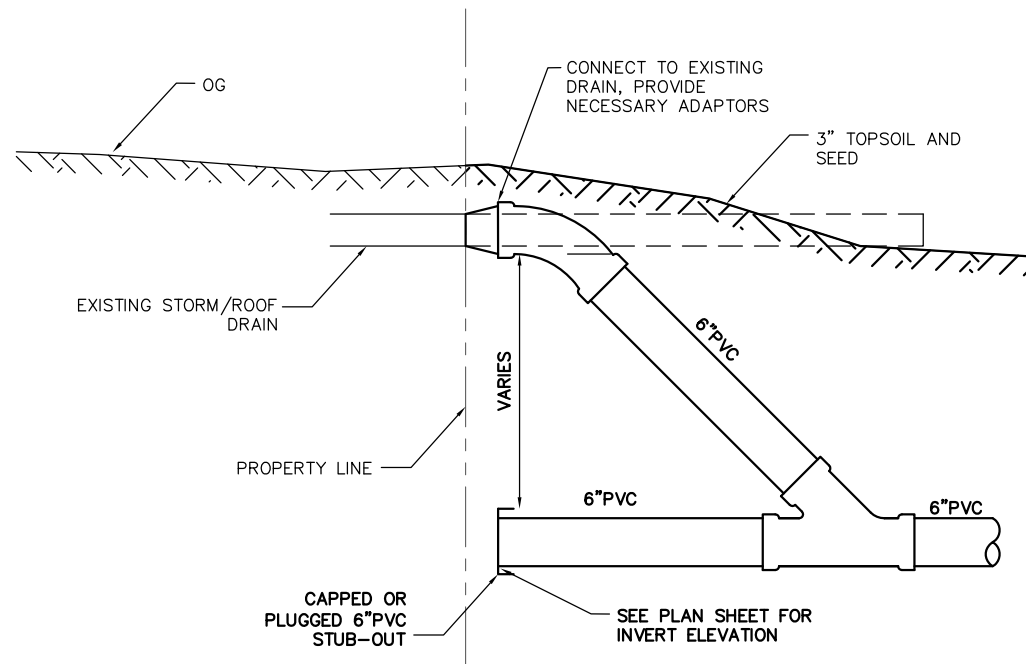 OG
CONNECT TO EXISTING
DRAIN, PROVIDE
NECESSARY ADAPTORS
3" TOPSOIL AND
SEED
EXISTING STORM/ROOF
DRAIN
6"PVC
VARIES
PROPERTY LINE
6"PVC
6"PVC
CAPPED OR
PLUGGED 6"PVC
STUB-OUT
SEE PLAN SHEET FOR
INVERT ELEVATION